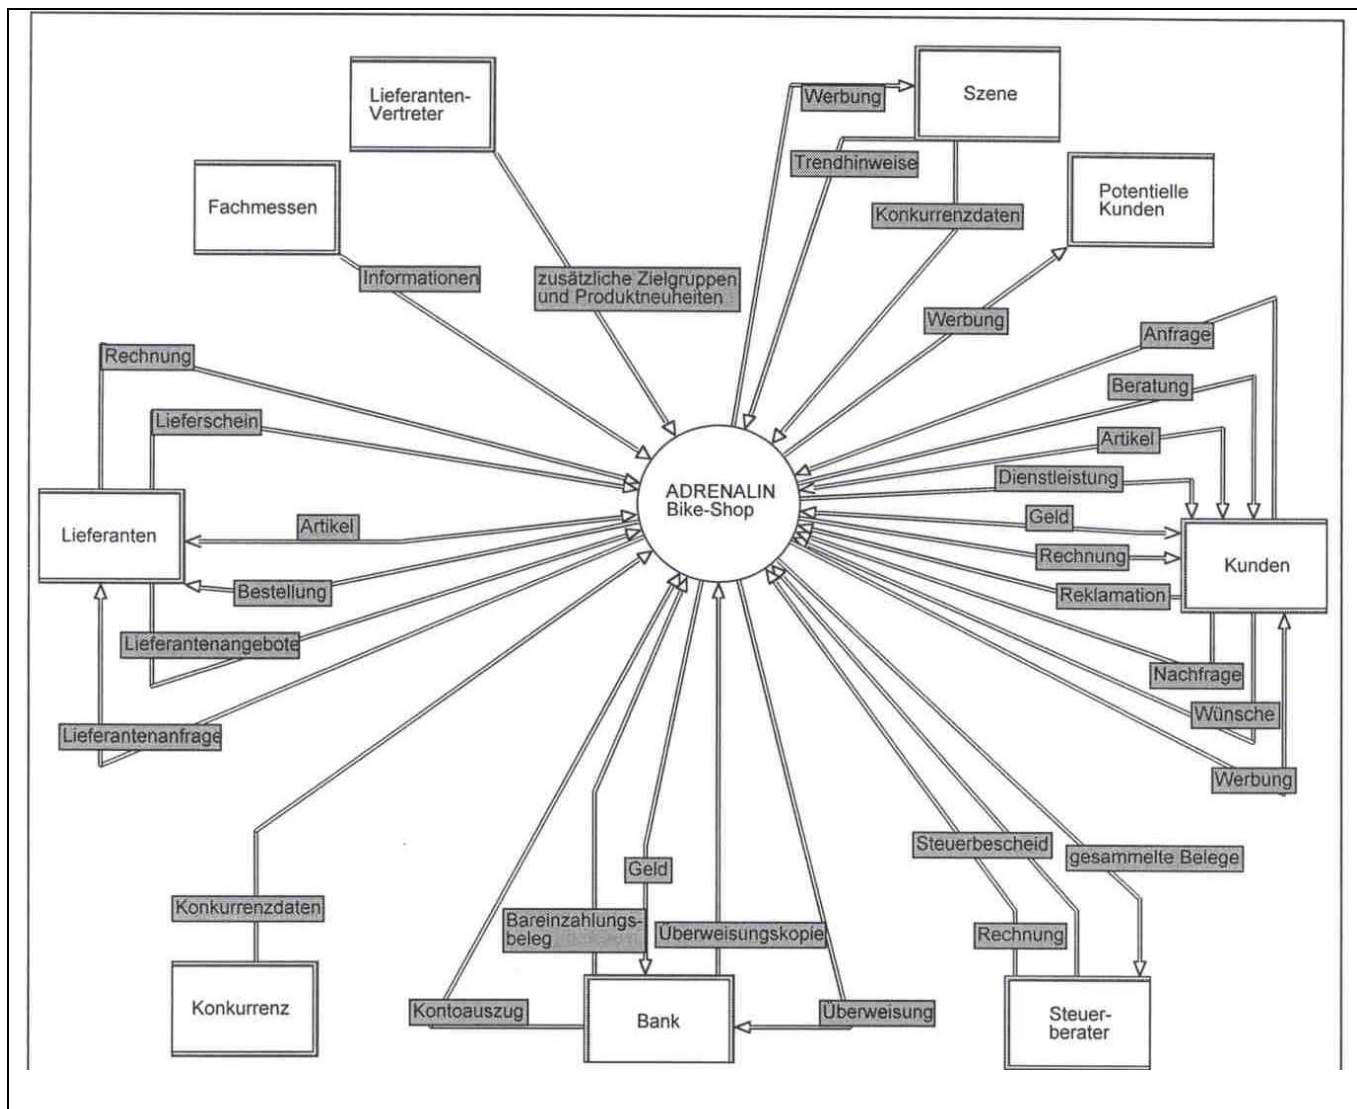 Lieferanten-
Vertreter
Werbung
Szene
Trendhinweise
Fachmessen
Konkurrenzdaten
Potentielle
Kunden
Informationen
zusätzliche Zielgruppen
und Produktneuheiten
Werbung
Anfrage
Rechnung
Beratung
Lieferschein
Artikel
Dienstleistung
ADRENALIN
Bike-Shop
Artikel
Geld
Lieferanten
Rechnung
Kunden
Bestellung
Reklamation
Lieferantenangebote
Nachfrage
Wünsche
Lieferantenanfrage
Werbung
Steuerbescheid
gesammelte Belege
Geld
Konkurrenzdaten
Bareinzahlungs-
beleg
Überweisungskopie
Rechnung
Konkurrenz
Kontoauszug
Bank
Überweisung
Steuer-
berater